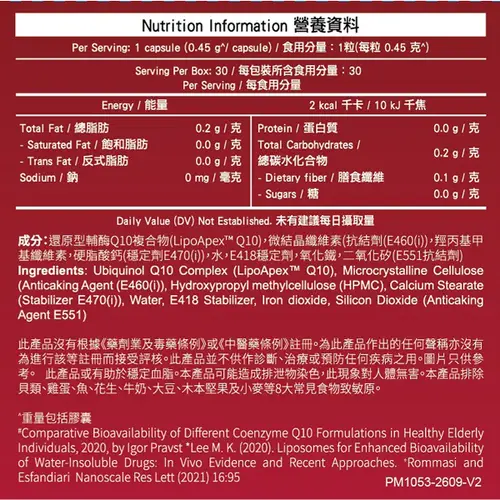 Nutrition Information 營養資料
Per Serving: 1 capsule (0.45 g^/ capsule) / 食用分量：1粒(每粒 0.45 克^)
Serving Per Box: 30 / 每包裝所含食用分量：30
Per Serving / 每食用分量
Energy / 能量 2 kcal 千卡 / 10 kJ 千焦
Total Fat / 總脂肪 0.2 g / 克
- Saturated Fat / 飽和脂肪 0.0 g / 克
- Trans Fat / 反式脂肪 0.0 g / 克
Sodium / 鈉 0 mg / 毫克
Protein / 蛋白質 0.0 g / 克
Total Carbohydrates /
總碳水化合物 0.2 g / 克
- Dietary fiber / 膳食纖維 0.1 g / 克
- Sugars / 糖 0.0 g / 克
Daily Value (DV) Not Established. 未有建議每日攝取量
成分：還原型輔酶Q10複合物(LipoApex™ Q10)，微結晶纖維素(抗結劑(E460(i))，羥丙基甲
基纖維素，硬脂酸鈣(穩定劑(E470(i))，水，E418穩定劑，氧化鐵，二氧化矽(E551抗結劑)
Ingredients: Ubiquinol Q10 Complex (LipoApex™ Q10), Microcrystalline Cellulose
(Anticaking Agent (E460(i)), Hydroxypropyl methylcellulose (HPMC), Calcium Stearate
(Stabilizer E470(i)), Water, E418 Stabilizer, Iron dioxide, Silicon Dioxide (Anticaking
Agent E551)
此產品沒有根據《藥劑業及毒藥條例》或《中醫藥條例》註冊。為此產品作出的任何聲稱亦沒有
為進行該等註冊而接受評核。此產品並不供作診斷、治療或預防任何疾病之用。圖片只供參
考。 此產品或有助於穩定血脂。本產品可能造成排泄物染色，此現象對人體無害。本產品排除
貝類、雞蛋、魚、花生、牛奶、大豆、木本堅果及小麥等8大常見食物致敏原。
^重量包括膠囊
#Comparative Bioavailability of Different Coenzyme Q10 Formulations in Healthy Elderly
Individuals, 2020, by Igor Pravst *Lee M. K. (2020). Liposomes for Enhanced Bioavailability
of Water-Insoluble Drugs: In Vivo Evidence and Recent Approaches. +Rommasi and
Esfandiari Nanoscale Res Lett (2021) 16:95
PM1053-2609-V2